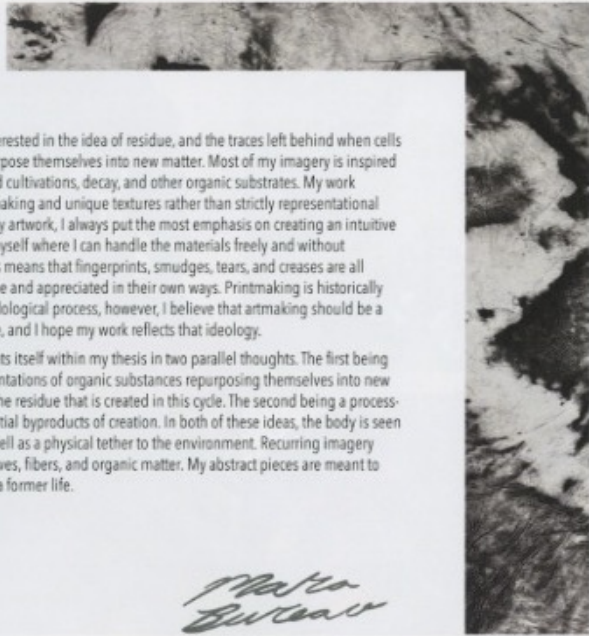 erested in the idea of residue, and the traces left behind when cells
pose themselves into new matter. Most of my imagery is inspired
d cultivations, decay, and other organic substrates. My work
aking and unique textures rather than strictly representational
y artwork, I always put the most emphasis on creating an intuitive
yself where I can handle the materials freely and without
s means that fingerprints, smudges, tears, and creases are all
e and appreciated in their own ways. Printmaking is historically
dological process, however, I believe that artmaking should be a
, and I hope my work reflects that ideology.
ts itself within my thesis in two parallel thoughts. The first being
ntations of organic substances repurposing themselves into new
he residue that is created in this cycle. The second being a process-
tial byproducts of creation. In both of these ideas, the body is seen
ell as a physical tether to the environment. Recurring imagery
ves, fibers, and organic matter. My abstract pieces are meant to
a former life.
Mara
Bureau